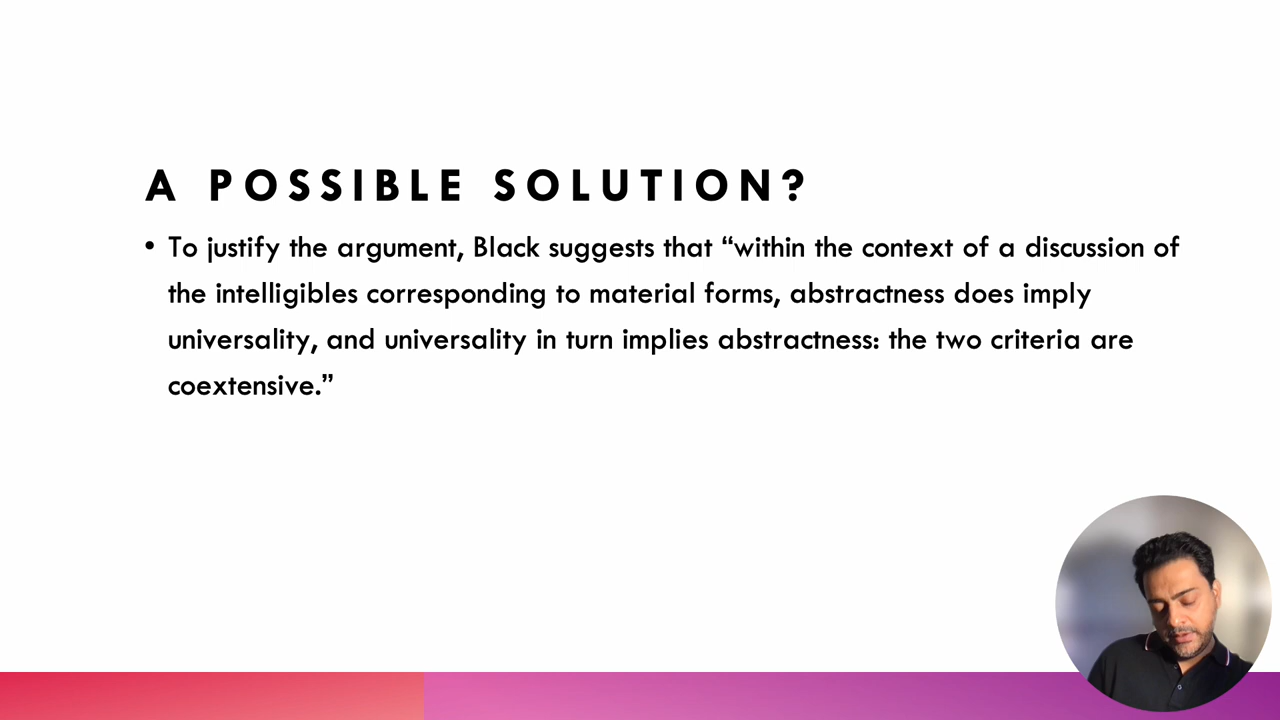 A POSSIBLE SOLUTION?
• To justify the argument, Black suggests that “within the context of a discussion of
the intelligibles corresponding to material forms, abstractness does imply
universality, and universality in turn implies abstractness: the two criteria are
coextensive.”